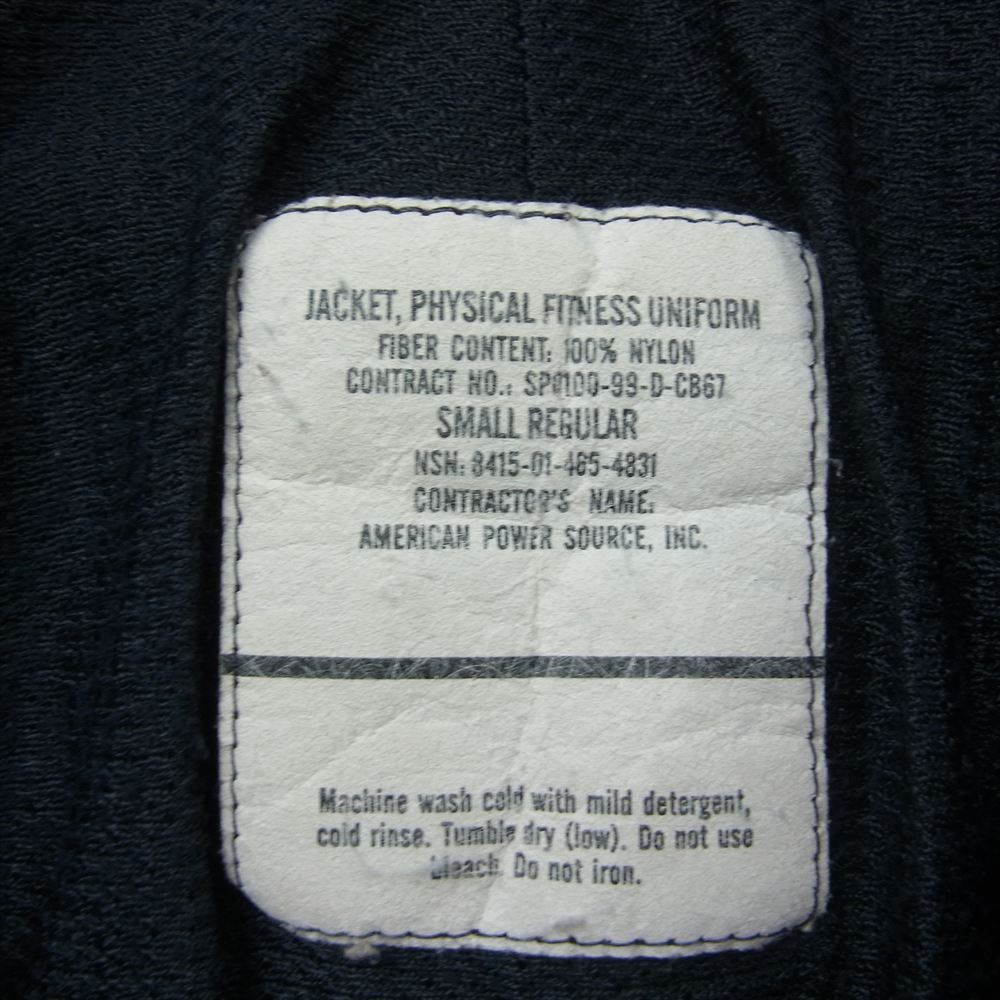 JACKET, PHYSICAL FITNESS UNIFORM
FIBER CONTENT: 100% NYLON
CONTRACT NO.: SP0100-99-D-CB67
SMALL REGULAR
NSN: 8415-01-465-4831
CONTRACTOR'S NAME:
AMERICAN POWER SOURCE, INC.
Machine wash cold with mild detergent,
cold rinse. Tumble dry (low). Do not use
bleach. Do not iron.